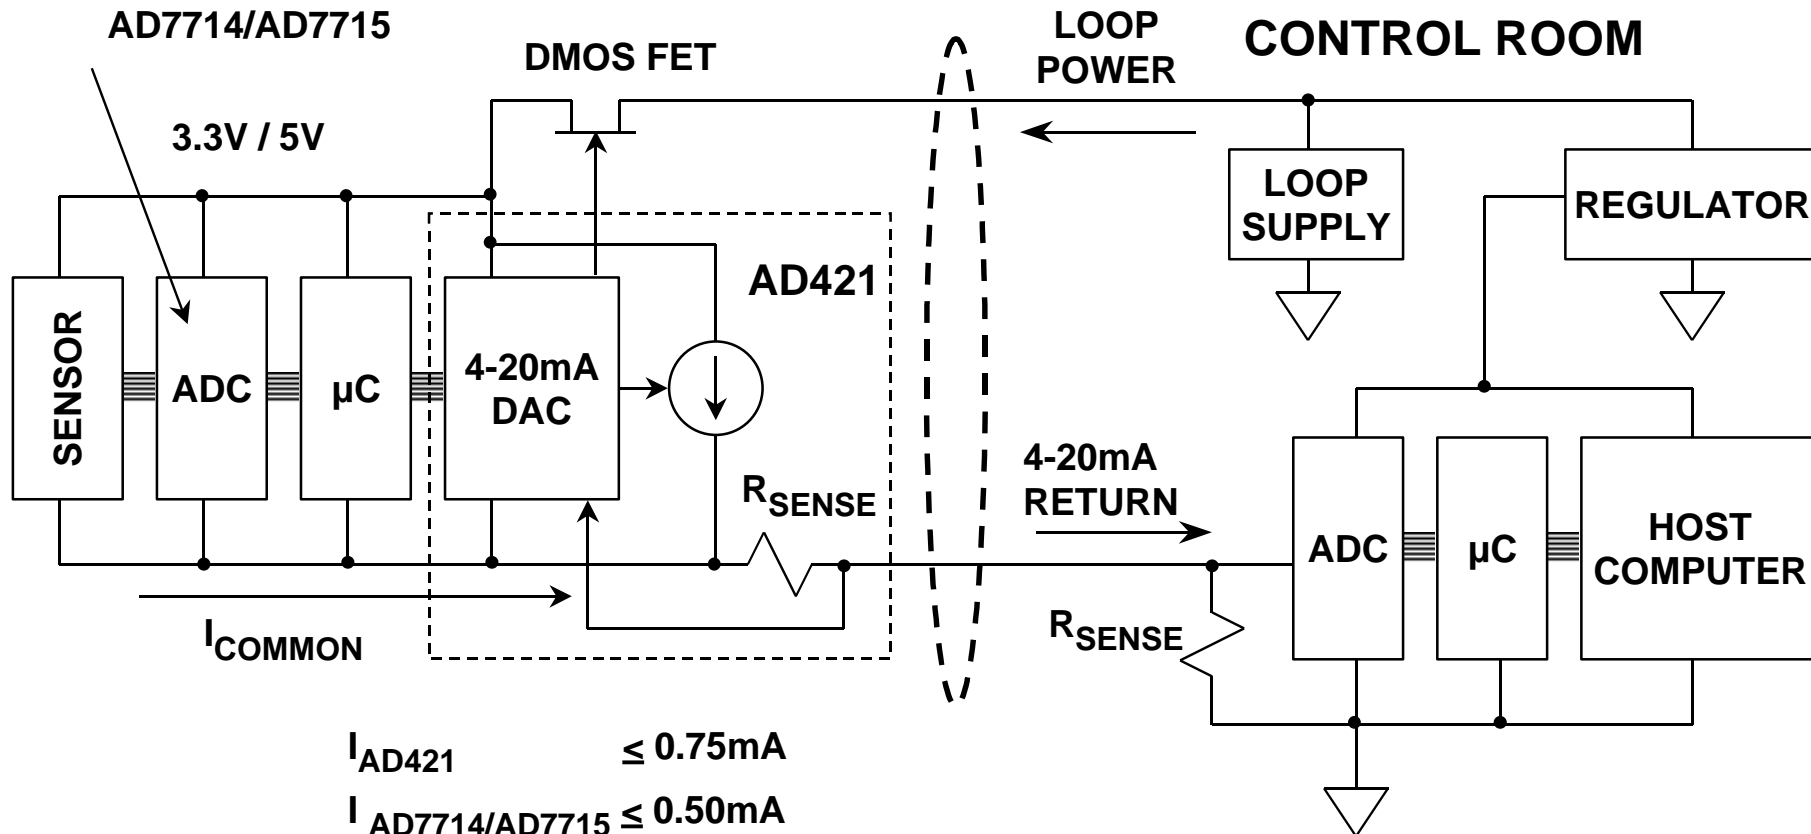 AD7714/AD7715
DMOS FET
LOOP
POWER
CONTROL ROOM
3.3V / 5V
LOOP
SUPPLY
REGULATOR
AD421
SENSOR
ADC
µC
4-20mA
DAC
RSENSE
4-20mA
RETURN
ADC
µC
HOST
COMPUTER
RSENSE
ICOMMON
IAD421 ≤ 0.75mA
I AD7714/AD7715 ≤ 0.50mA